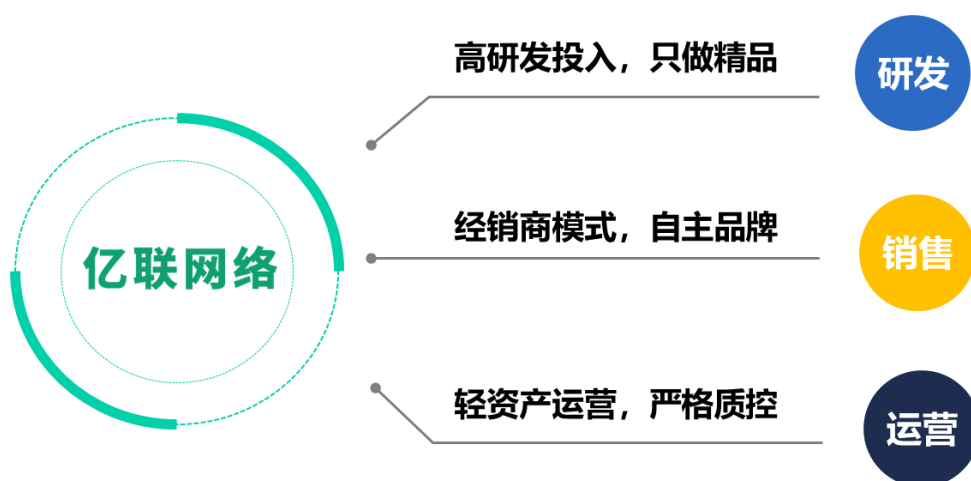 高研发投入，只做精品
研发
亿联网络
经销商模式，自主品牌
销售
轻资产运营，严格质控
运营